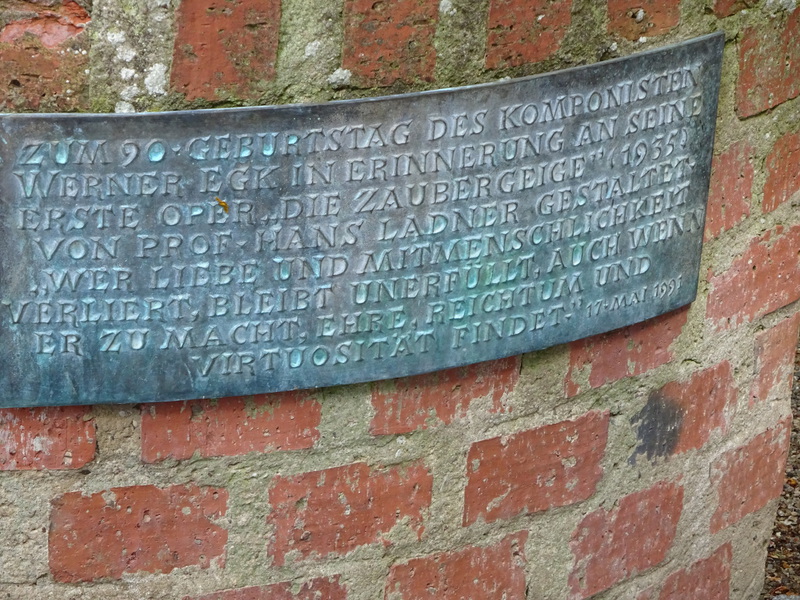 ZUM 90. GEBURTSTAG DES KOMPONISTEN
WERNER EGK IN ERINNERUNG AN SEINE
ERSTE OPER „DIE ZAUBERGEIGE“ (1935)
VON PROF. HANS LADNER GESTALTET.
„WER LIEBE UND MITMENSCHLICHKEIT
VERLIERT, BLEIBT UNERFÜLLT, AUCH WENN
ER ZU MACHT, EHRE, REICHTUM UND
VIRTUOSITÄT FINDET.“ 17. MAI 1991